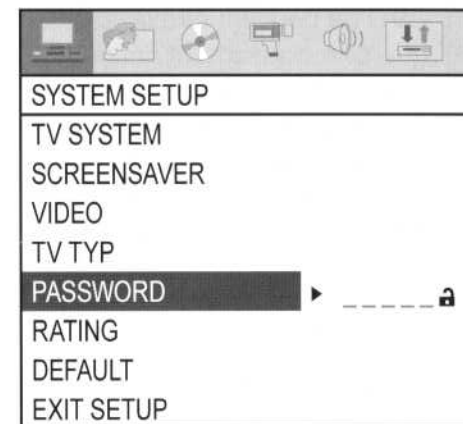 SYSTEM SETUP
TV SYSTEM
SCREENSAVER
VIDEO
TV TYP
PASSWORD
RATING
DEFAULT
EXIT SETUP